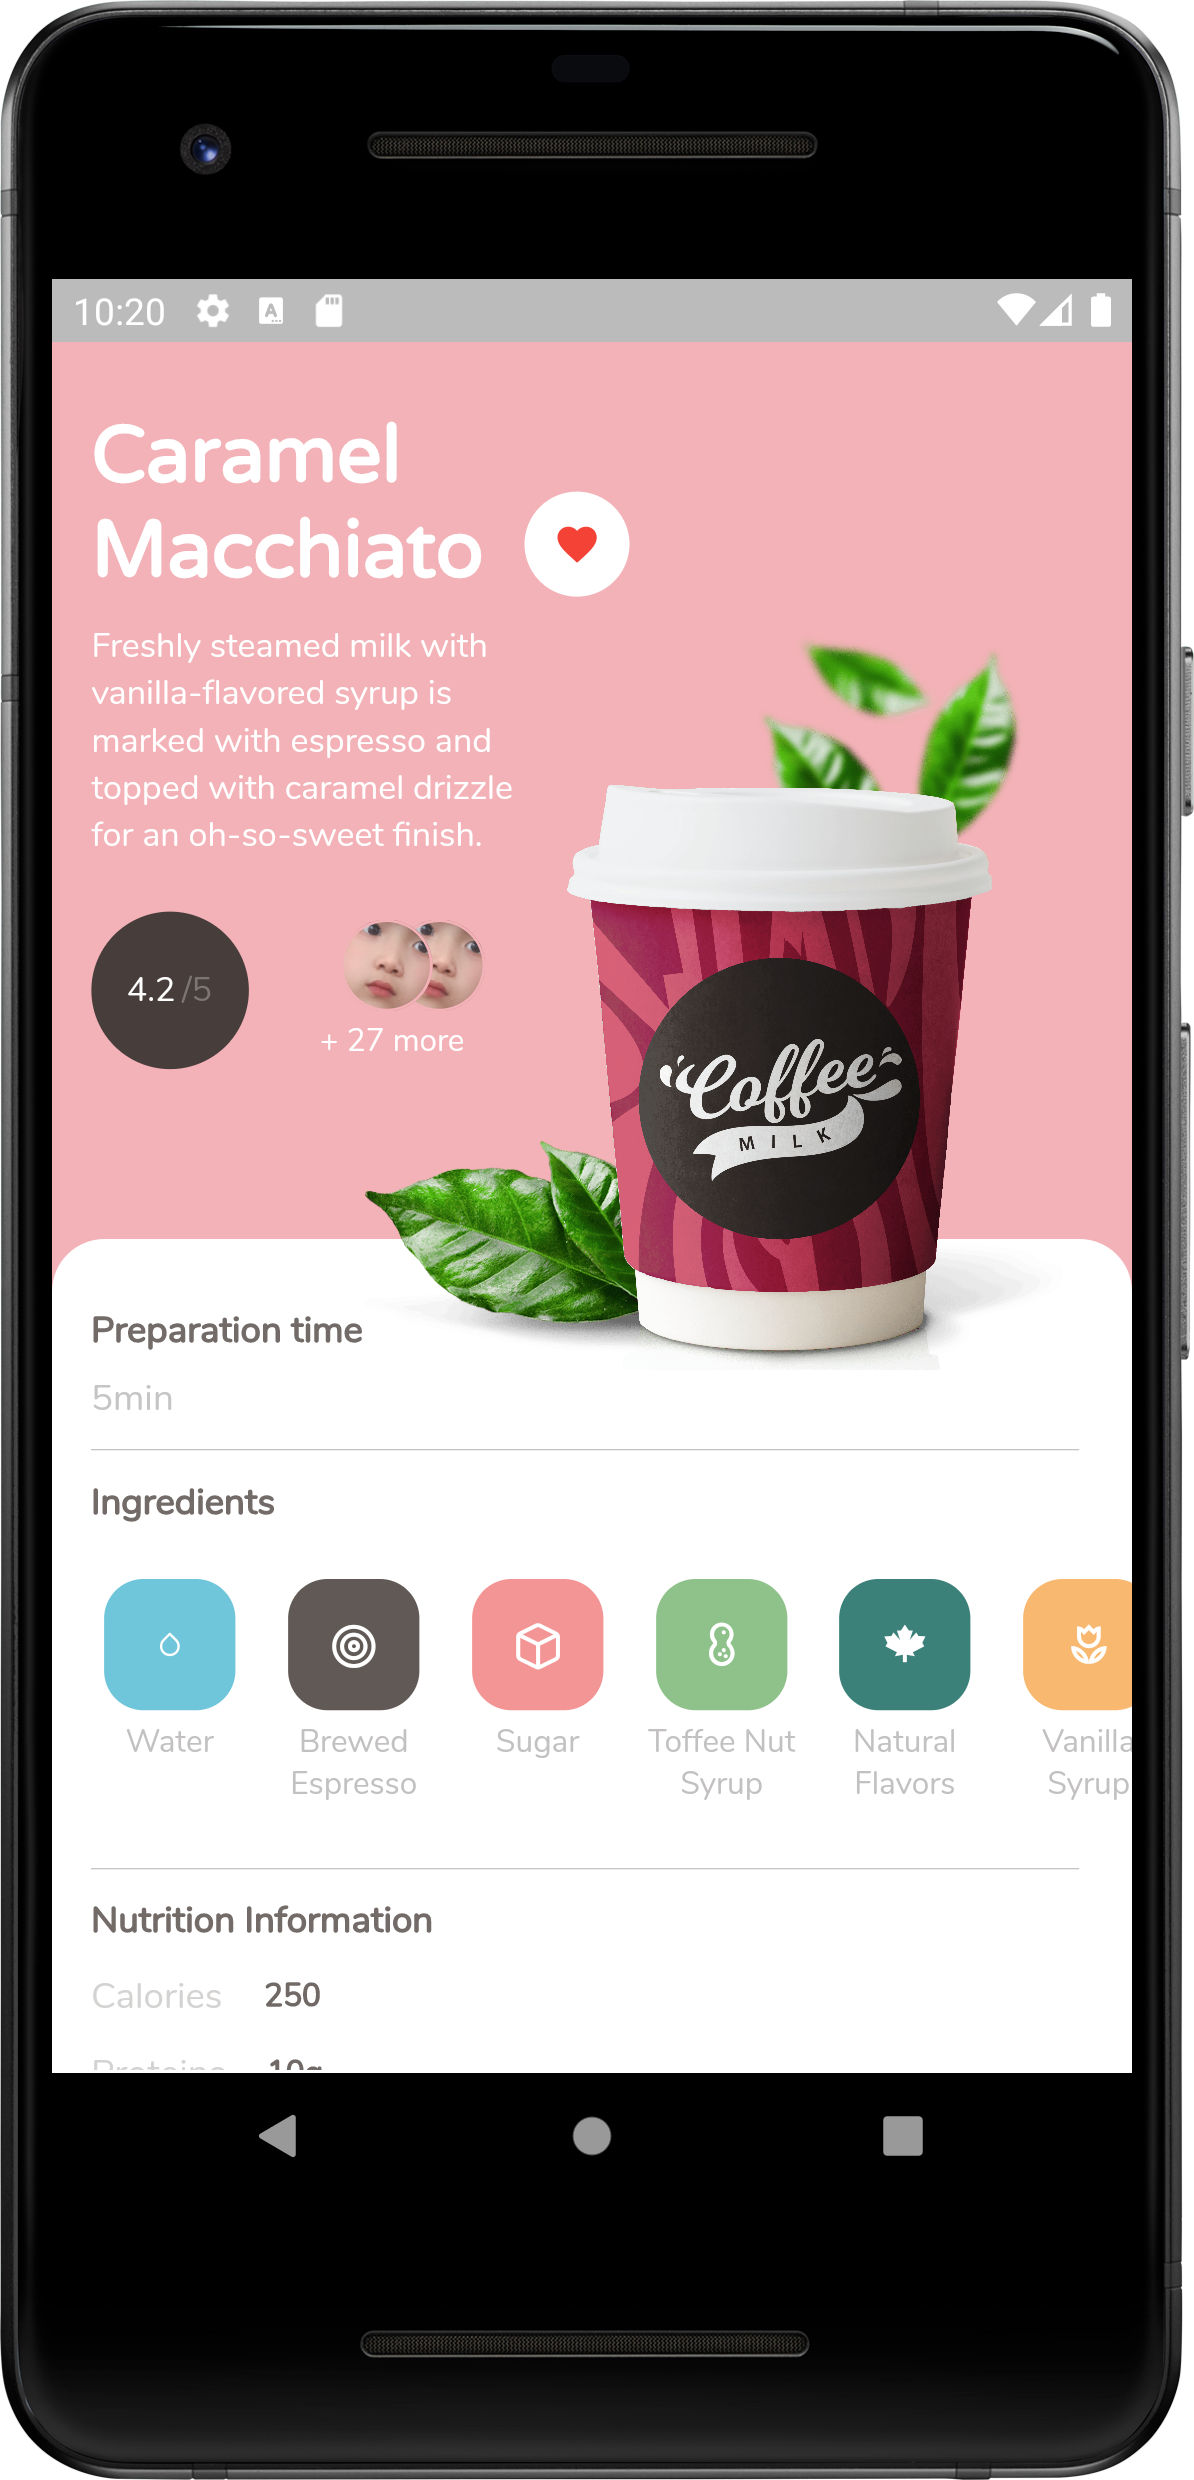 10:20
Caramel
Macchiato
Freshly steamed milk with
vanilla-flavored syrup is
marked with espresso and
topped with caramel drizzle
for an oh-so-sweet finish.
4.2 /5
+ 27 more
Coffee
MILK
Preparation time
5min
Ingredients
Water
Brewed
Espresso
Sugar
Toffee Nut
Syrup
Natural
Flavors
Vanilla
Syrup
Nutrition Information
Calories 250
Proteins 10g